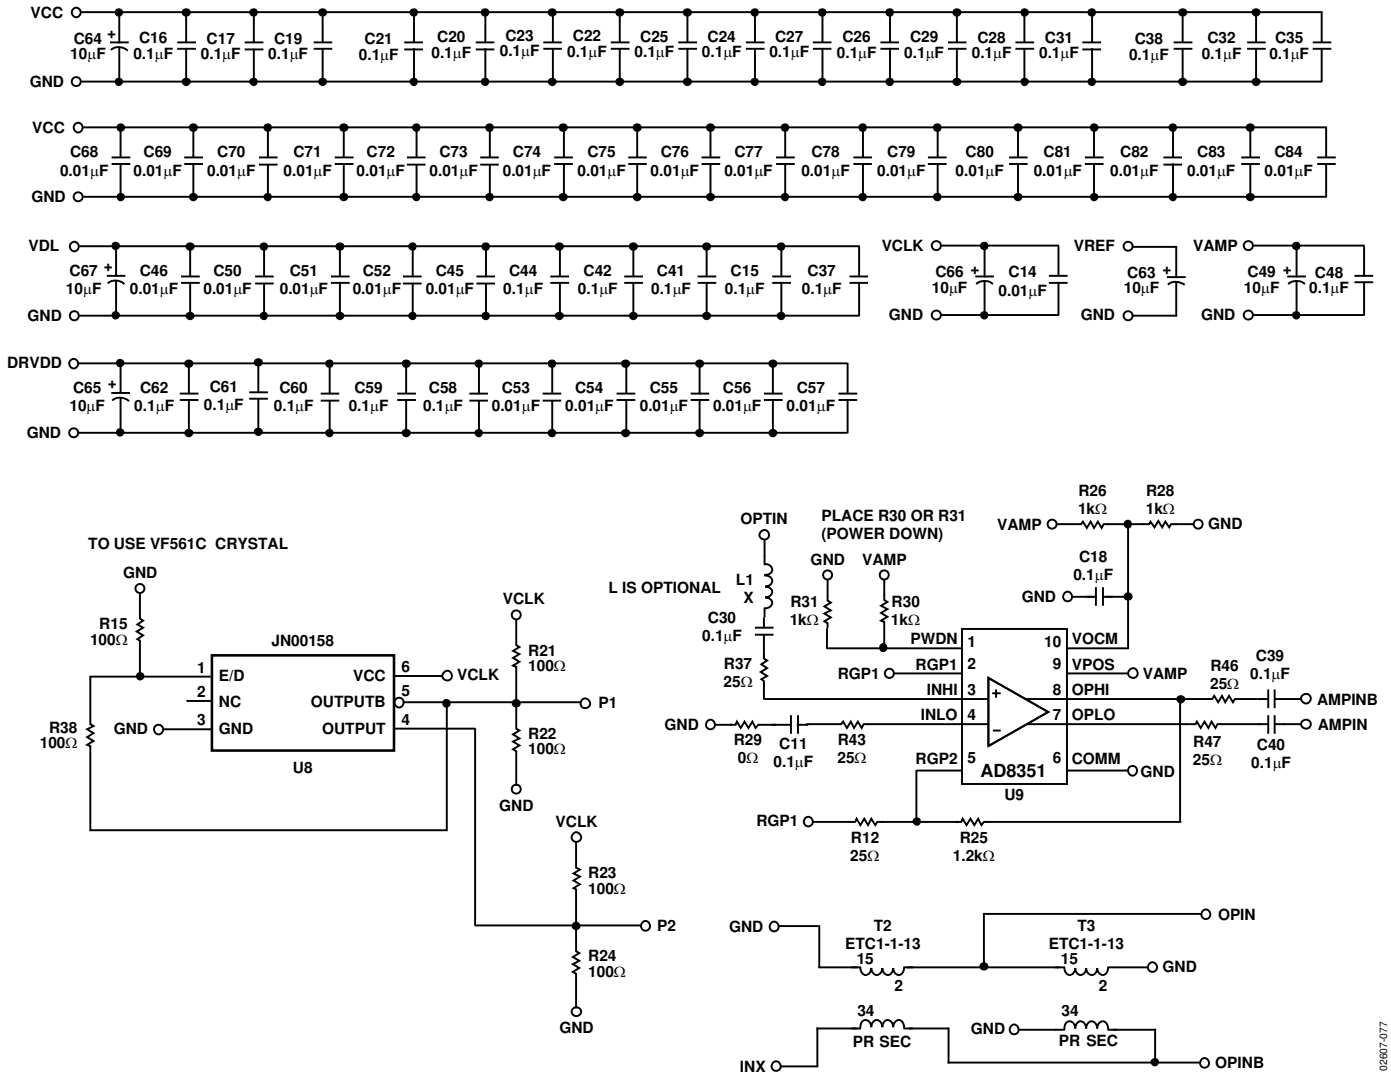 VCC
C64 + C16 C17 C19 C21 C20 C23 C22 C25 C24 C27 C26 C29 C28 C31 C38 C32 C35
10μF 0.1μF 0.1μF 0.1μF 0.1μF 0.1μF 0.1μF 0.1μF 0.1μF 0.1μF 0.1μF 0.1μF 0.1μF 0.1μF 0.1μF 0.1μF 0.1μF 0.1μF
GND
VCC
C68 C69 C70 C71 C72 C73 C74 C75 C76 C77 C78 C79 C80 C81 C82 C83 C84
0.01μF 0.01μF 0.01μF 0.01μF 0.01μF 0.01μF 0.01μF 0.01μF 0.01μF 0.01μF 0.01μF 0.01μF 0.01μF 0.01μF 0.01μF 0.01μF 0.01μF
GND
VDL
C67 + C46 C50 C51 C52 C45 C44 C42 C41 C15 C37
10μF 0.01μF 0.01μF 0.01μF 0.01μF 0.01μF 0.1μF 0.1μF 0.1μF 0.1μF 0.1μF
GND
VCLK
C66 + C14
10μF 0.01μF
GND
VREF
C63 +
10μF
GND
VAMP
C49 + C48
10μF 0.1μF
GND
DRVDD
C65 + C62 C61 C60 C59 C58 C53 C54 C55 C56 C57
10μF 0.1μF 0.1μF 0.1μF 0.1μF 0.1μF 0.01μF 0.01μF 0.01μF 0.01μF 0.01μF
GND
TO USE VF561C CRYSTAL
GND
R15
100Ω
JN00158
1 E/D
2 NC
3 GND
GND
VCC 6 VCLK
OUTPUTB 5
OUTPUT 4
U8
R38
100Ω
VCLK
R21
100Ω
P1
R22
100Ω
GND
VCLK
R23
100Ω
P2
R24
100Ω
GND
OPTIN
L IS OPTIONAL
L1
X
C30
0.1μF
R37
25Ω
PLACE R30 OR R31
(POWER DOWN)
GND VAMP
R31
1kΩ
R30
1kΩ
R26
1kΩ
R28
1kΩ
VAMP GND
C18
0.1μF
GND
PWDN 1 10 VOCM
RGP1 RGP1 2 9 VPOS VAMP
INHI 3 + 8 OPHI
INLO 4 − 7 OPLO
RGP2 5 6 COMM GND
AD8351
U9
GND
R29
0Ω
C11
0.1μF
R43
25Ω
R46
25Ω
C39
0.1μF
AMPINB
AMPIN
R47
25Ω
C40
0.1μF
RGP1
R12
25Ω
R25
1.2kΩ
OPIN
GND
T2
ETC1-1-13
15
2
T3
ETC1-1-13
15
2
GND
34
PR SEC
GND
34
PR SEC
INX
OPINB
02607-077